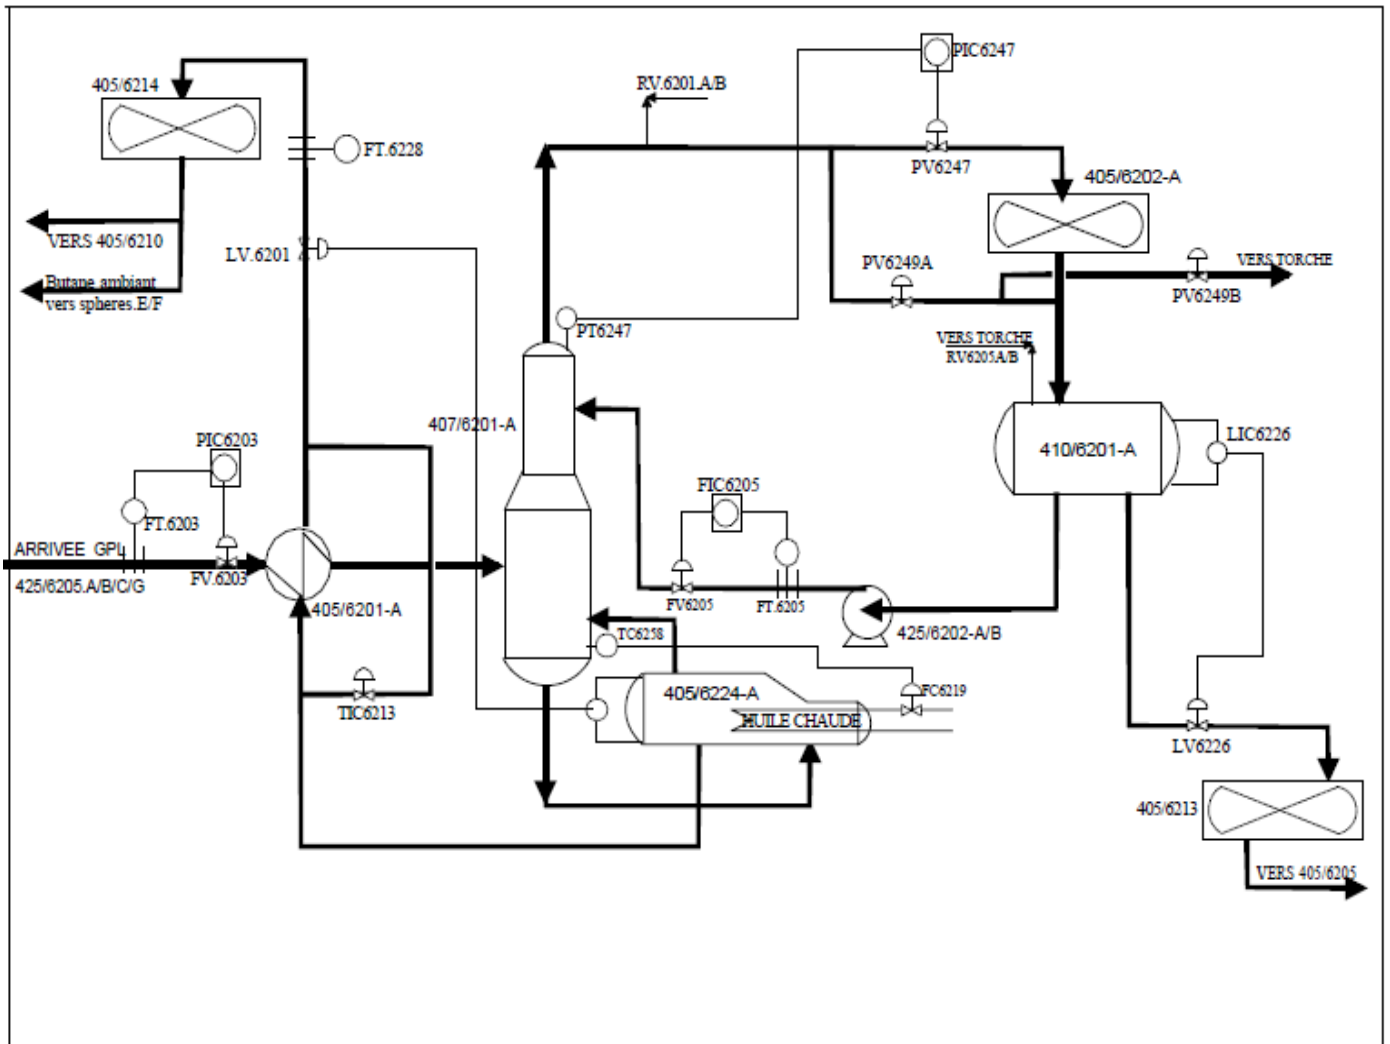 PIC6247
405/6214
RV.6201.A/B
FT.6228
PV6247
405/6202-A
VERS 405/6210
LV.6201
PV6249A
VERS TORCHE
Butane ambiant
vers spheres.E/F
PV6249B
PT6247
VERS TORCHE
RV6205A/B
407/6201-A
PIC6203
LIC6226
410/6201-A
FIC6205
FT.6203
ARRIVEE GPL
425/6205.A/B/C/G
FV.6203
405/6201-A
FV6205
FT.6205
425/6202-A/B
TC6258
405/6224-A
FC6219
TIC6213
HUILE CHAUDE
LV6226
405/6213
VERS 405/6205